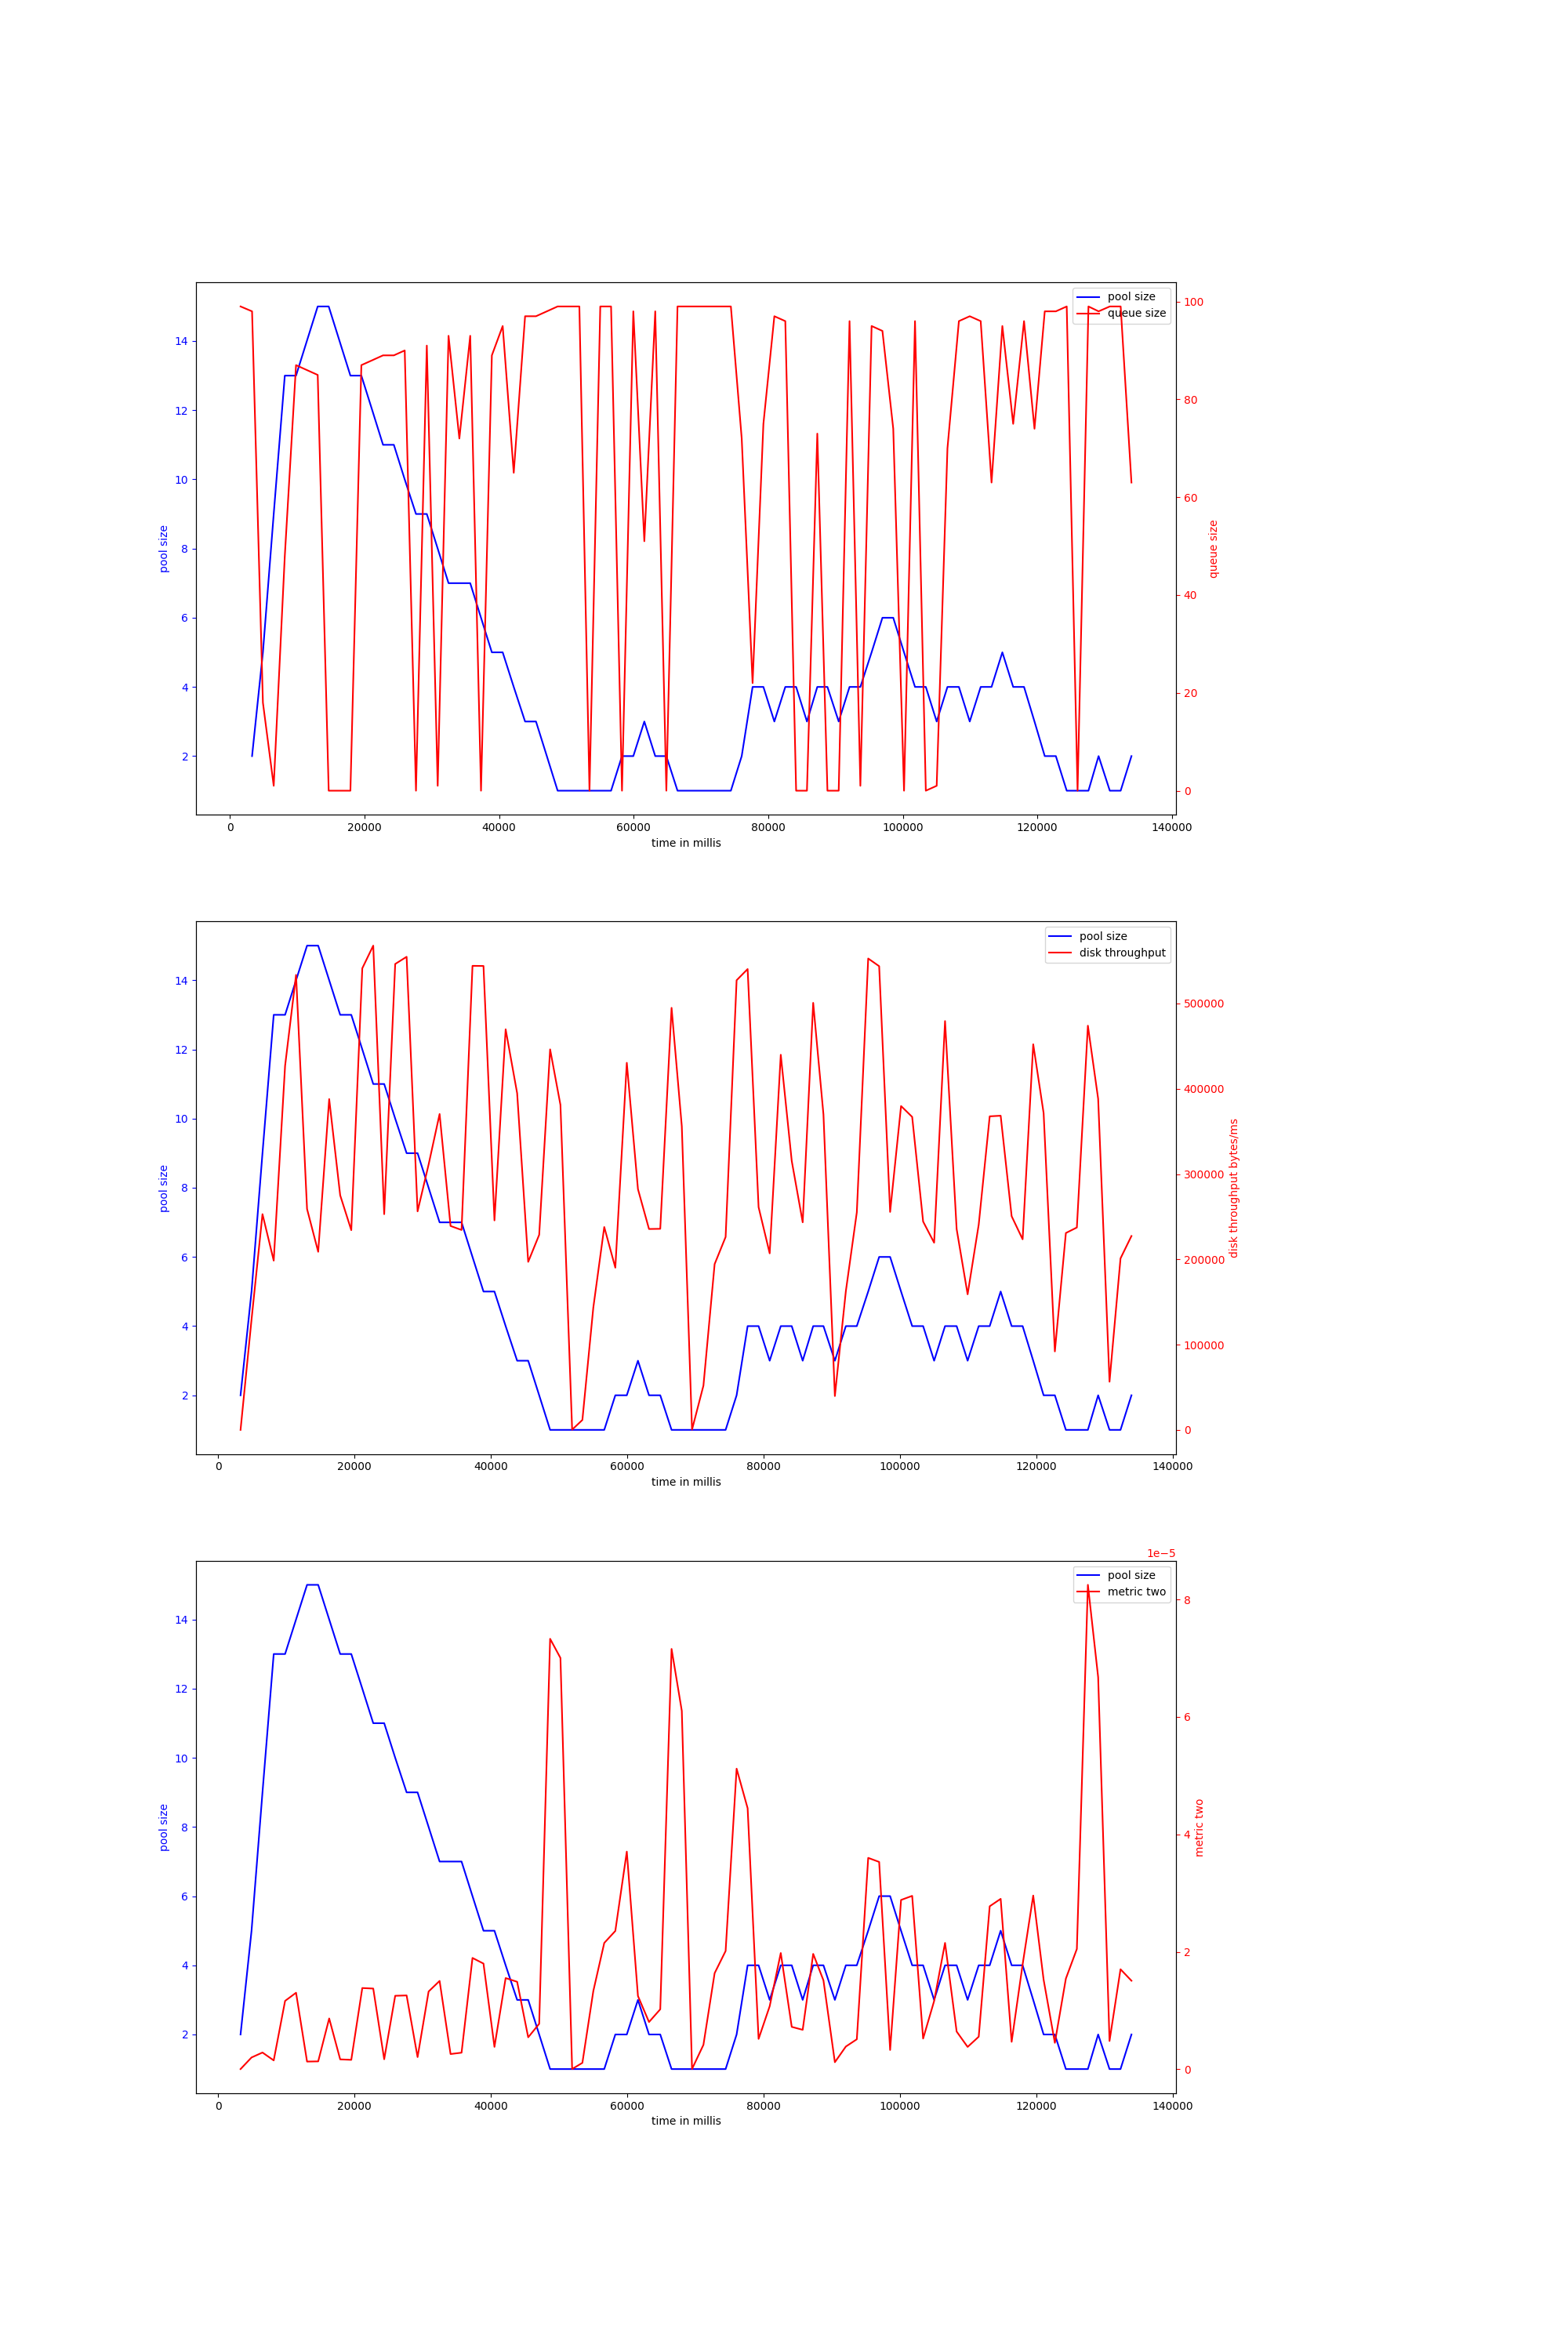 pool size
queue size
14
12
10
8
6
4
2
pool size
100
80
60
40
20
0
queue size
0 20000 40000 60000 80000 100000 120000 140000
time in millis
pool size
disk throughput
14
12
10
8
6
4
2
pool size
500000
400000
300000
200000
100000
0
disk throughput bytes/ms
0 20000 40000 60000 80000 100000 120000 140000
time in millis
1e−5
pool size
metric two
14
12
10
8
6
4
2
pool size
8
6
4
2
0
metric two
0 20000 40000 60000 80000 100000 120000 140000
time in millis